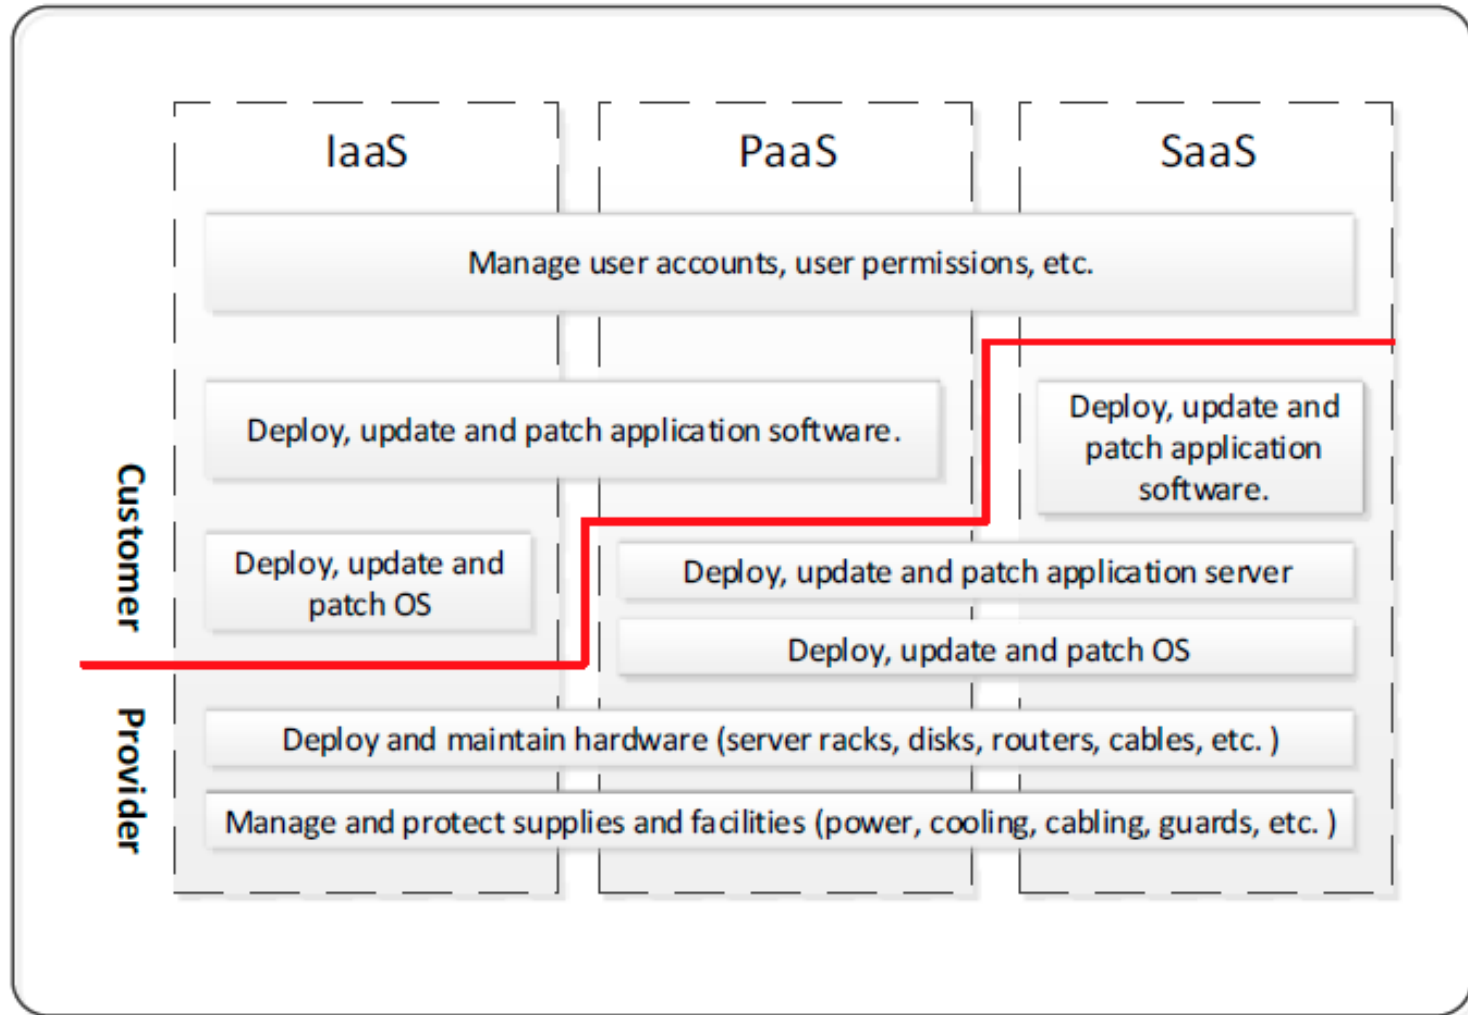 IaaS
PaaS
SaaS
Manage user accounts, user permissions, etc.
Deploy, update and patch application software.
Deploy, update and
patch application
software.
Customer
Deploy, update and
patch OS
Deploy, update and patch application server
Deploy, update and patch OS
Provider
Deploy and maintain hardware (server racks, disks, routers, cables, etc. )
Manage and protect supplies and facilities (power, cooling, cabling, guards, etc. )